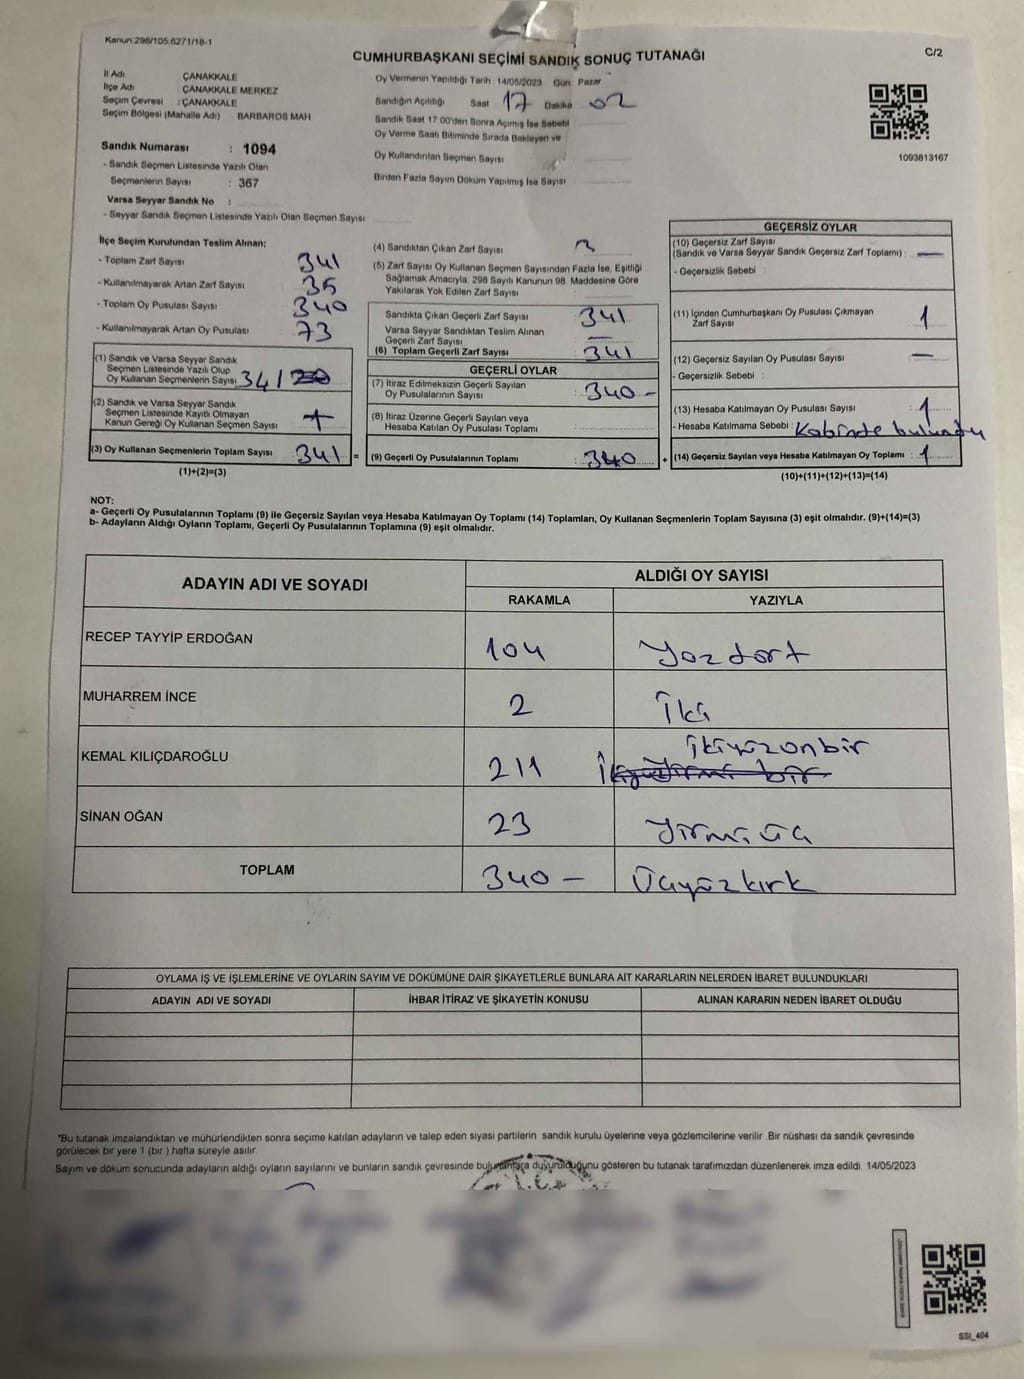 Kanun:298/105,6271/18-1
CUMHURBAŞKANI SEÇİMİ SANDIK SONUÇ TUTANAĞI
C/2
İl Adı ÇANAKKALE
İlçe Adı ÇANAKKALE MERKEZ
Seçim Çevresi : ÇANAKKALE
Seçim Bölgesi (Mahalle Adı) BARBAROS MAH
Sandık Numarası : 1094
- Sandık Seçmen Listesinde Yazılı Olan
Seçmenlerin Sayısı : 367
Varsa Seyyar Sandık No :
- Seyyar Sandık Seçmen Listesinde Yazılı Olan Seçmen Sayısı
Oy Vermenin Yapıldığı Tarih 14/05/2023 Gün Pazar
Sandığın Açıldığı Saat 17 Dakika 02
Sandık Saat 17:00'den Sonra Açımış İse Sebebi
Oy Verme Saati Bitiminde Sırada Bekleyen ve
Oy Kullandırılan Seçmen Sayısı
Birden Fazla Sayım Döküm Yapılmış İse Sayısı
1093813167
İlçe Seçim Kurulundan Teslim Alınan;
- Toplam Zarf Sayısı 341
- Kullanılmayarak Artan Zarf Sayısı 35
- Toplam Oy Pusulası Sayısı 340
- Kullanılmayarak Artan Oy Pusulası 73
(1) Sandık ve Varsa Seyyar Sandık
Seçmen Listesinde Yazılı Olup
Oy Kullanan Seçmenlerin Sayısı 341
(2) Sandık ve Varsa Seyyar Sandık
Seçmen Listesinde Kayıtlı Olmayan
Kanun Gereği Oy Kullanan Seçmen Sayısı
(3) Oy Kullanan Seçmenlerin Toplam Sayısı 341 =
(1)+(2)=(3)
(4) Sandıktan Çıkan Zarf Sayısı
(5) Zarf Sayısı Oy Kullanan Seçmen Sayısından Fazla İse, Eşitliği
Sağlamak Amacıyla, 298 Sayılı Kanunun 98. Maddesine Göre
Yakılarak Yok Edilen Zarf Sayısı
Sandıkta Çıkan Geçerli Zarf Sayısı 341
Varsa Seyyar Sandıktan Teslim Alınan
Geçerli Zarf Sayısı : —
(6) Toplam Geçerli Zarf Sayısı 341
GEÇERLİ OYLAR
(7) İtiraz Edilmeksizin Geçerli Sayılan
Oy Pusulalarının Sayısı : 340 —
(8) İtiraz Üzerine Geçerli Sayılan veya
Hesaba Katılan Oy Pusulası Toplamı :
(9) Geçerli Oy Pusulalarının Toplamı : 340 +
GEÇERSİZ OYLAR
(10) Geçersiz Zarf Sayısı
(Sandık ve Varsa Seyyar Sandık Geçersiz Zarf Toplamı) : —
- Geçersizlik Sebebi :
(11) İçinden Cumhurbaşkanı Oy Pusulası Çıkmayan
Zarf Sayısı 1
(12) Geçersiz Sayılan Oy Pusulası Sayısı —
- Geçersizlik Sebebi :
(13) Hesaba Katılmayan Oy Pusulası Sayısı : 1
- Hesaba Katılmama Sebebi : Kabinde bulundu
(14) Geçersiz Sayılan veya Hesaba Katılmayan Oy Toplamı : 1
(10)+(11)+(12)+(13)=(14)
NOT:
a- Geçerli Oy Pusulalarının Toplamı (9) ile Geçersiz Sayılan veya Hesaba Katılmayan Oy Toplamı (14) Toplamları, Oy Kullanan Seçmenlerin Toplam Sayısına (3) eşit olmalıdır. (9)+(14)=(3)
b- Adayların Aldığı Oyların Toplamı, Geçerli Oy Pusulalarının Toplamına (9) eşit olmalıdır.
ADAYIN ADI VE SOYADI ALDIĞI OY SAYISI
RAKAMLA YAZIYLA
RECEP TAYYİP ERDOĞAN 104 Yüzdört
MUHARREM İNCE 2 İki
KEMAL KILIÇDAROĞLU 211 İkiyüzonbir
İkiyüzyirmi bir
SİNAN OĞAN 23 Yirmi üç
TOPLAM 340 — Üçyüzkırk
OYLAMA İŞ VE İŞLEMLERİNE VE OYLARIN SAYIM VE DÖKÜMÜNE DAİR ŞİKAYETLERLE BUNLARA AİT KARARLARIN NELERDEN İBARET BULUNDUKLARI
ADAYIN ADI VE SOYADI İHBAR İTİRAZ VE ŞİKAYETİN KONUSU ALINAN KARARIN NEDEN İBARET OLDUĞU
*Bu tutanak imzalandıktan ve mühürlendikten sonra seçime katılan adayların ve talep eden siyasi partilerin sandık kurulu üyelerine veya gözlemcilerine verilir. Bir nüshası da sandık çevresinde
görülecek bir yere 1 (bir ) hafta süreyle asılır.
Sayım ve döküm sonucunda adayların aldığı oyların sayılarını ve bunların sandık çevresinde bulunanlara duyurulduğunu gösteren bu tutanak tarafımızdan düzenlenerek imza edildi. 14/05/2023
SSI_404